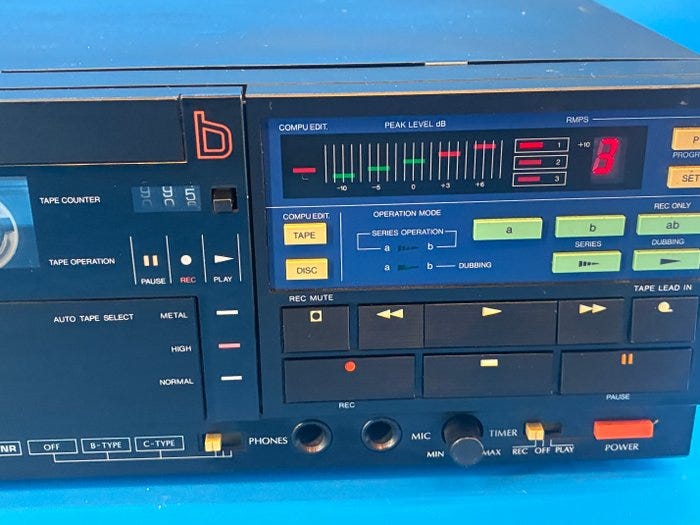 b
TAPE COUNTER
995
TAPE OPERATION
PAUSE
REC
PLAY
AUTO TAPE SELECT
METAL
HIGH
NORMAL
NR
OFF
B-TYPE
C-TYPE
COMPU EDIT.
PEAK LEVEL dB
RMPS
-10 -5 0 +3 +6 +10
1
2
3
COMPU EDIT.
TAPE
DISC
OPERATION MODE
SERIES OPERATION
a b
a b DUBBING
a
b
REC ONLY
ab
SERIES
DUBBING
P
PROGR
SET
REC MUTE
TAPE LEAD IN
REC
PAUSE
PHONES
MIC
MIN MAX
TIMER
REC OFF PLAY
POWER